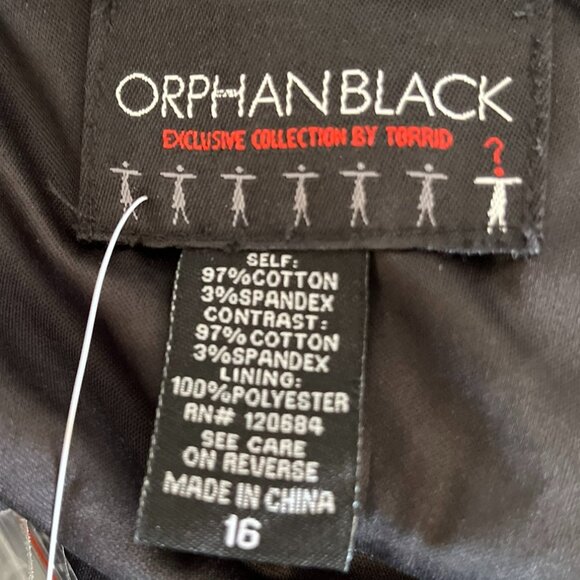 ORPHAN BLACK
EXCLUSIVE COLLECTION BY TORRID
?
SELF:
97%COTTON
3%SPANDEX
CONTRAST:
97%COTTON
3%SPANDEX
LINING:
100%POLYESTER
RN# 120684
SEE CARE
ON REVERSE
MADE IN CHINA
16